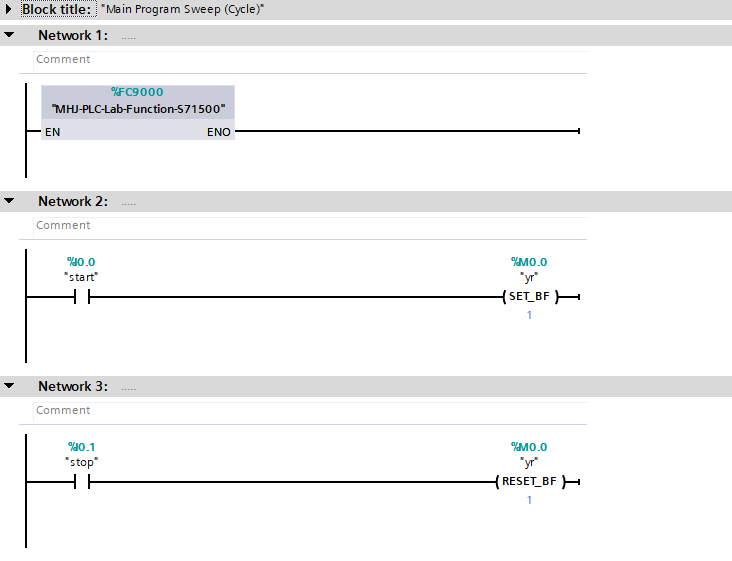 Block title: "Main Program Sweep (Cycle)"
Network 1: .....
Comment
%FC9000
"MHJ-PLC-Lab-Function-S71500"
EN ENO
Network 2: .....
Comment
%I0.0 %M0.0
"start" "yr"
SET_BF
1
Network 3: .....
Comment
%I0.1 %M0.0
"stop" "yr"
RESET_BF
1